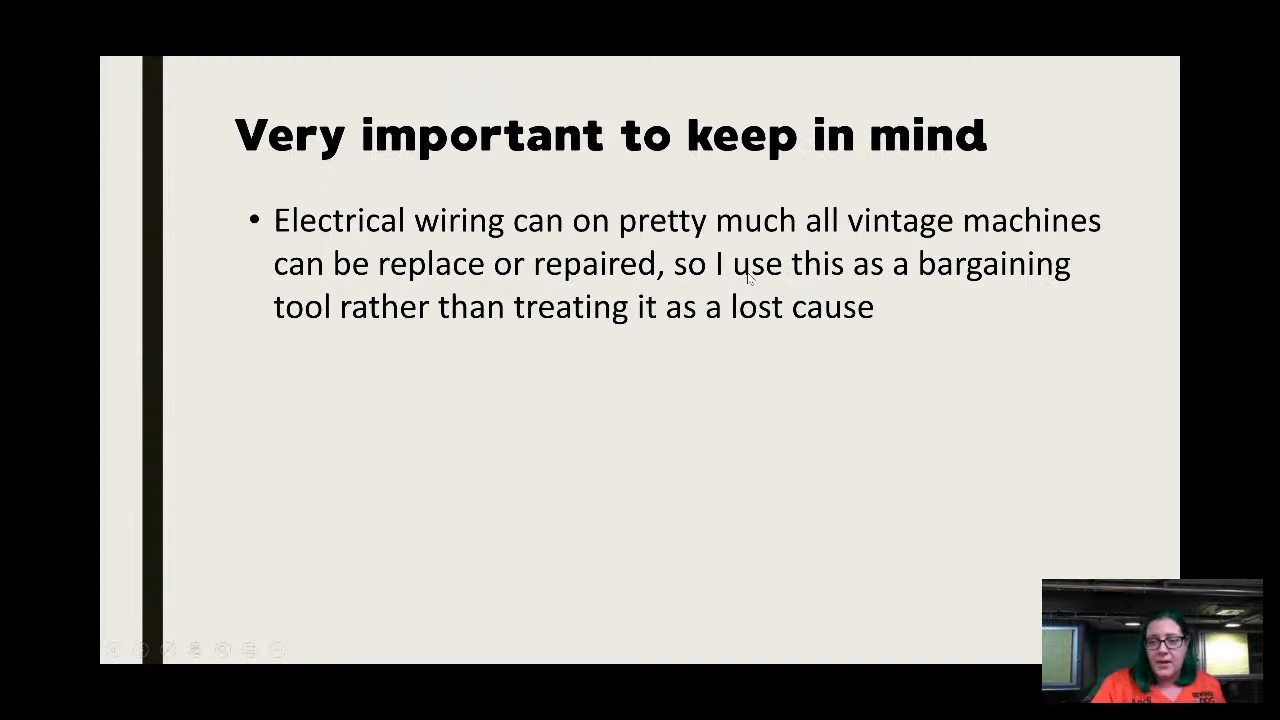 Very important to keep in mind
• Electrical wiring can on pretty much all vintage machines
can be replace or repaired, so I use this as a bargaining
tool rather than treating it as a lost cause